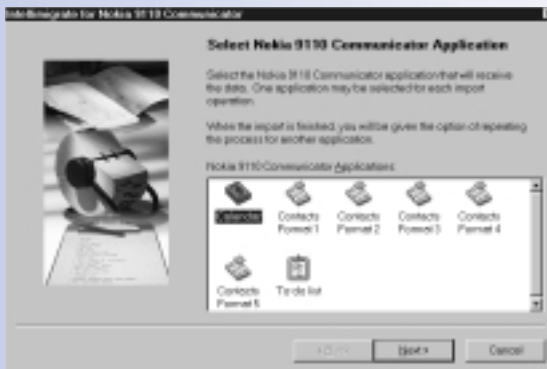 Intellimigrate for Nokia 9110 Communicator
Select Nokia 9110 Communicator Application
Select the Nokia 9110 Communicator application that will receive
the data. One application may be selected for each import
operation.
When the import is finished, you will be given the option of repeating
the process for another application.
Nokia 9110 Communicator Applications:
Calendar
Contacts Format 1
Contacts Format 2
Contacts Format 3
Contacts Format 4
Contacts Format 5
To do list
< Back
Next >
Cancel